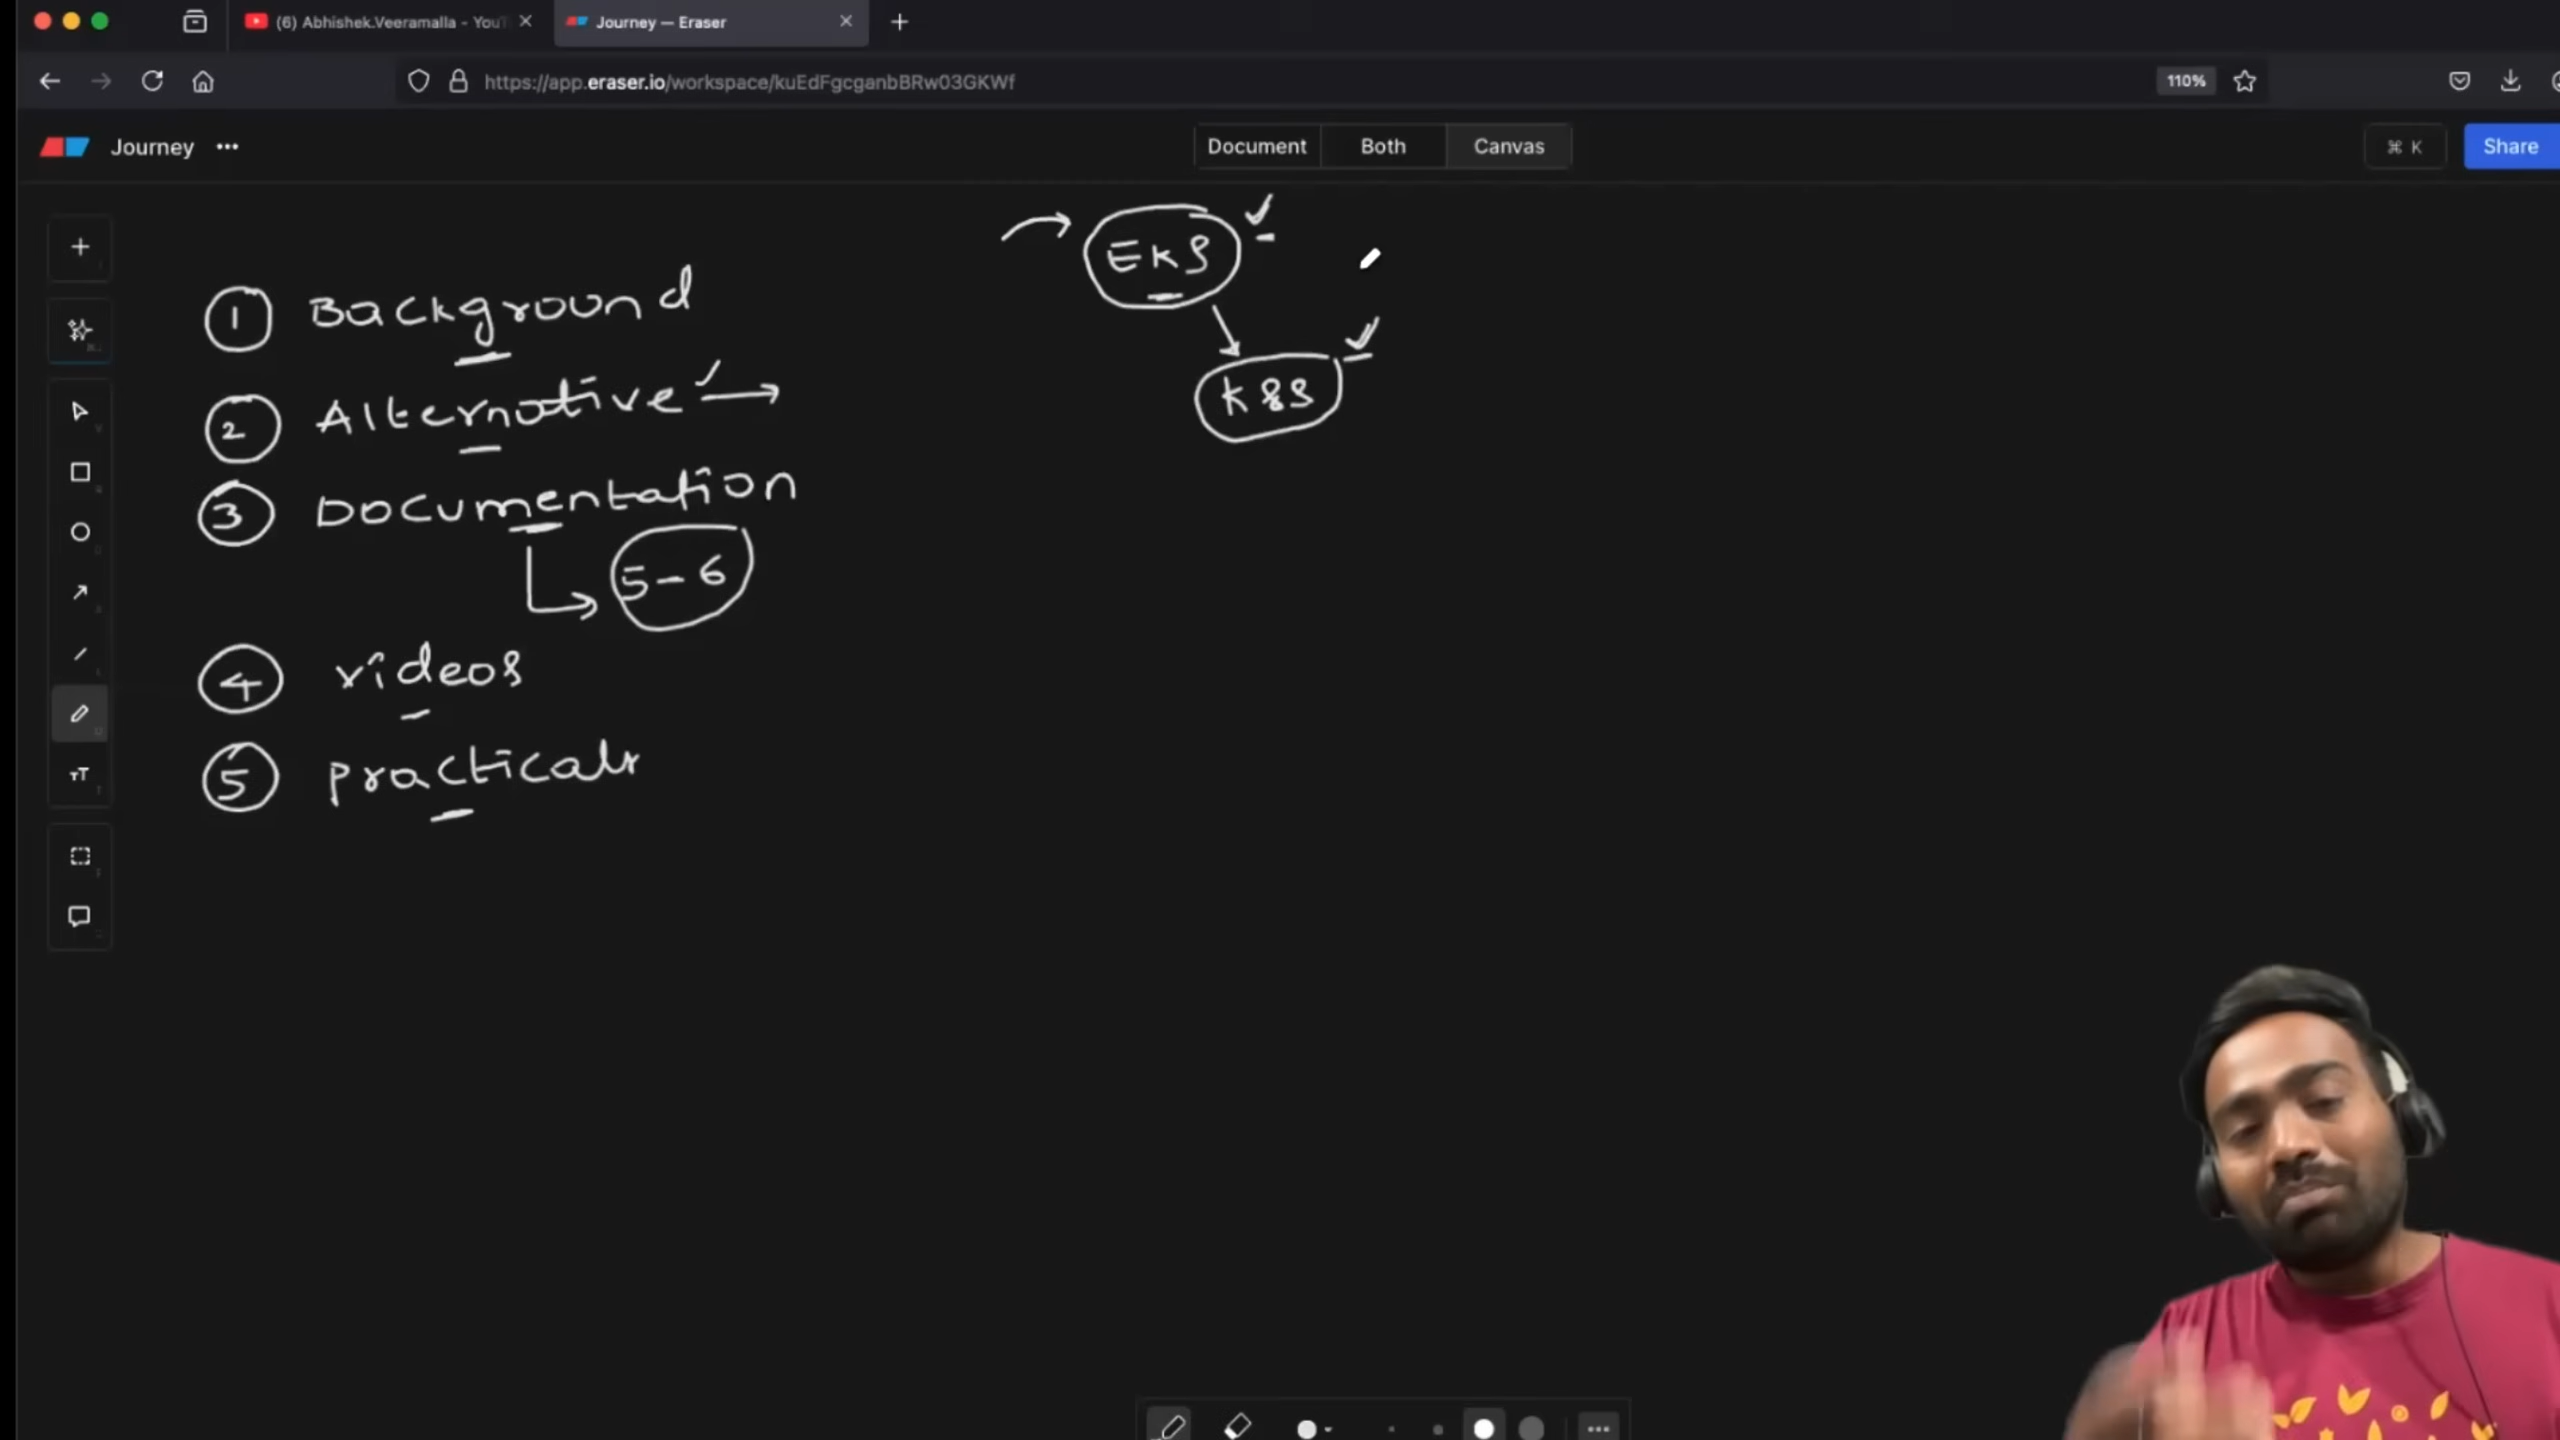 (6) Abhishek.Veeramalla - YouT
Journey — Eraser
https://app.eraser.io/workspace/kuEdFgcganbBRw03GKWf
110%
Journey
Document Both Canvas
⌘ K
Share
EKS
K8S
1 Background
2 Alternative
3 Documentation
5-6
4 videos
5 practicals